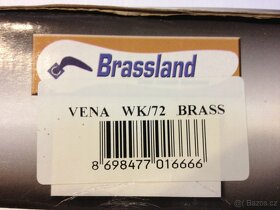 Brassland
VENA WK/72 BRASS
8 698477 016666
bazos.cz